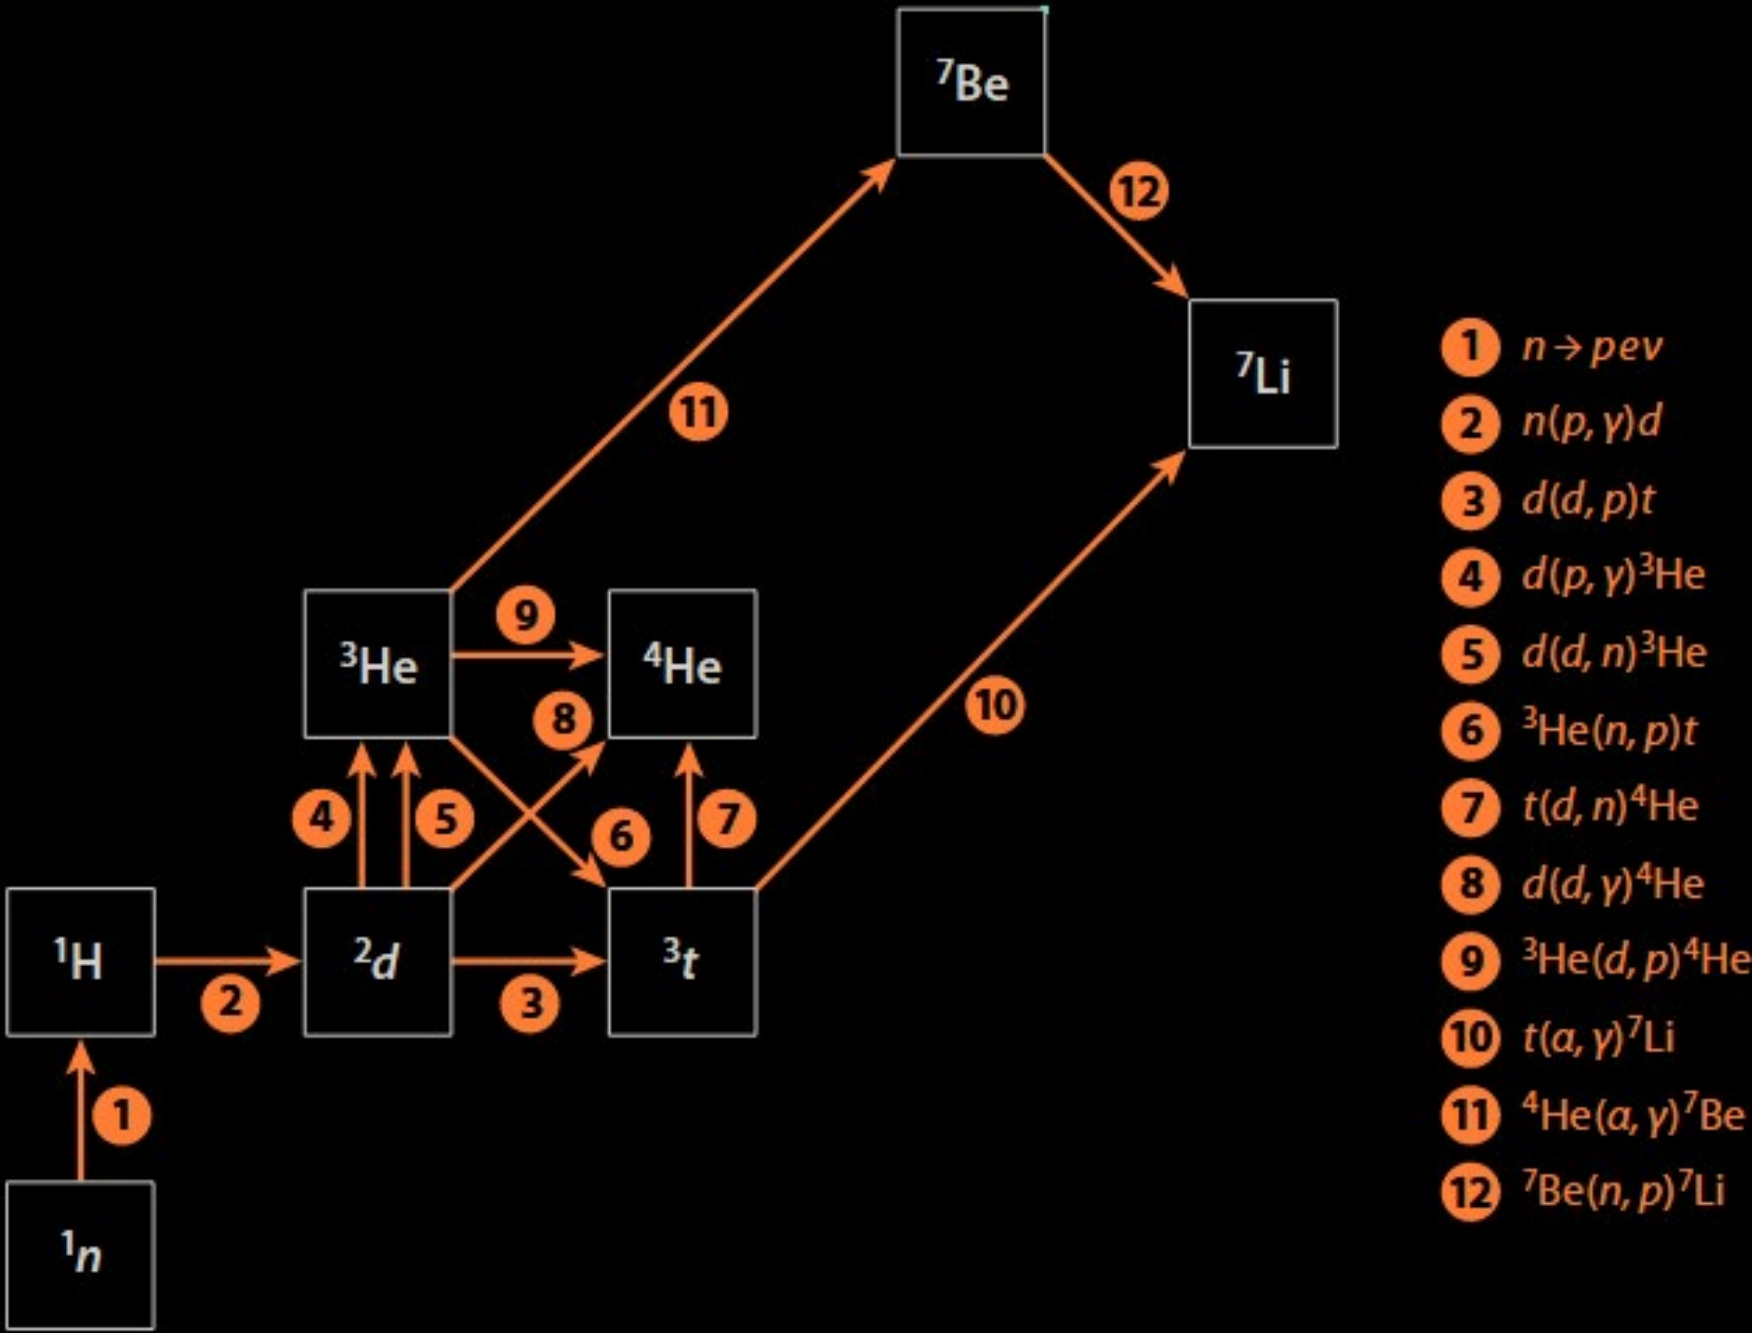 ⁷Be
12
⁷Li
11
³He
9
⁴He
8
10
4
5
6
7
¹H
2
²d
3
³t
1
¹n
1 n → peν
2 n(p, γ)d
3 d(d, p)t
4 d(p, γ)³He
5 d(d, n)³He
6 ³He(n, p)t
7 t(d, n)⁴He
8 d(d, γ)⁴He
9 ³He(d, p)⁴He
10 t(a, γ)⁷Li
11 ⁴He(a, γ)⁷Be
12 ⁷Be(n, p)⁷Li